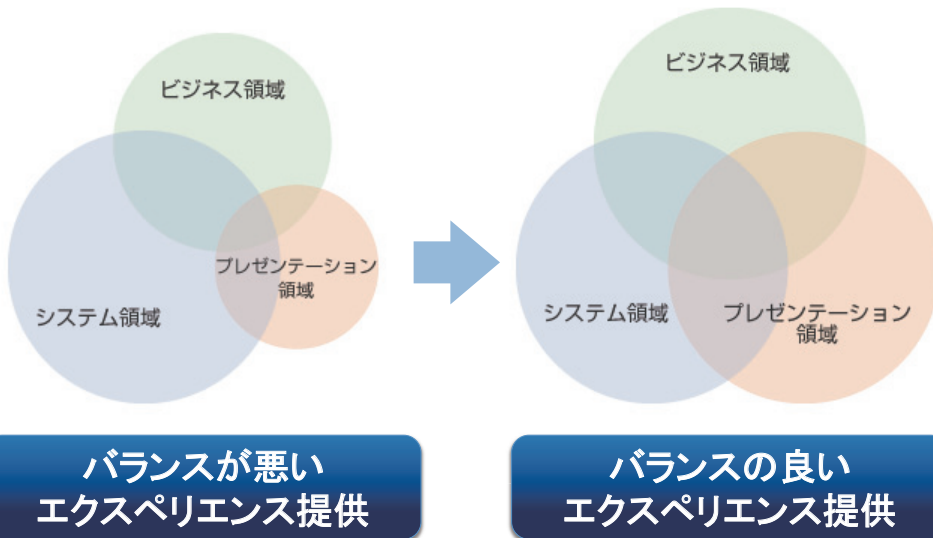 ビジネス領域
プレゼンテーション
領域
システム領域
バランスが悪い
エクスペリエンス提供
ビジネス領域
システム領域
プレゼンテーション
領域
バランスの良い
エクスペリエンス提供